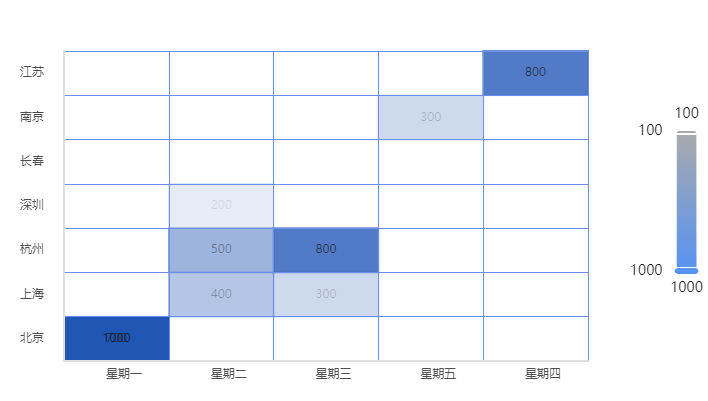 江苏 800
南京 300
长春
深圳 200
杭州 500 800
上海 400 300
北京
星期一 星期二 星期三 星期五 星期四
100
100
1000
1000